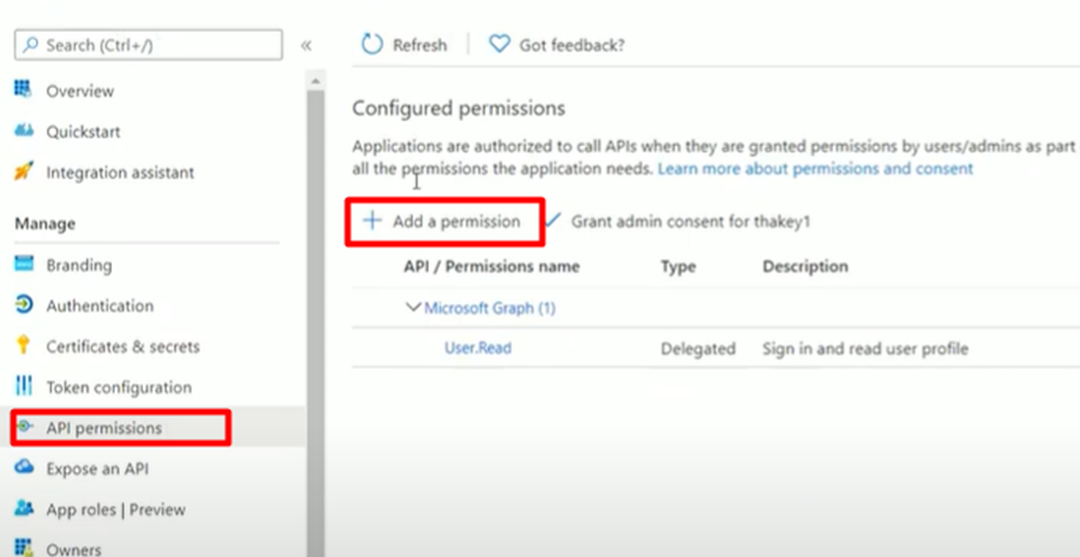 Search (Ctrl+/)
«
Refresh
Got feedback?
Overview
Quickstart
Integration assistant
Manage
Branding
Authentication
Certificates & secrets
Token configuration
API permissions
Expose an API
App roles | Preview
Owners
Configured permissions
Applications are authorized to call APIs when they are granted permissions by users/admins as part
all the permissions the application needs. Learn more about permissions and consent
Add a permission
Grant admin consent for thakey1
API / Permissions name Type Description
Microsoft Graph (1)
User.Read Delegated Sign in and read user profile